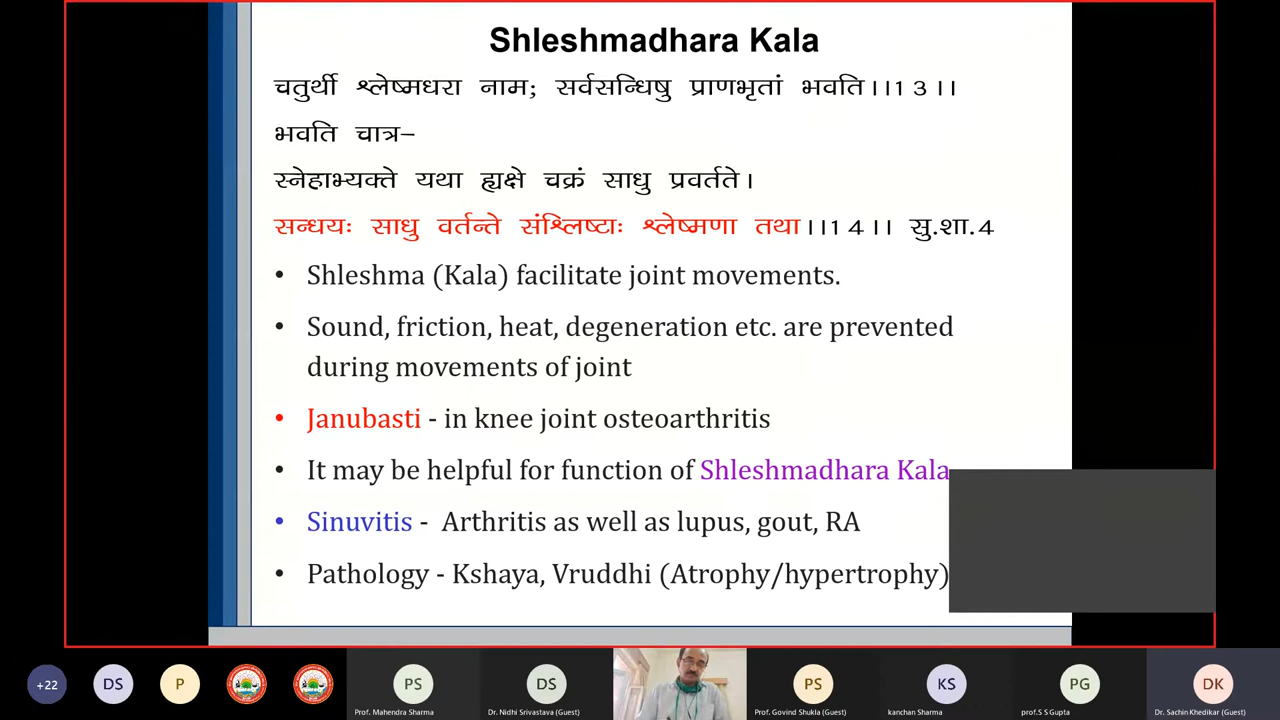 Shleshmadhara Kala
चतुर्थी श्लेष्मधरा नाम; सर्वसन्धिषु प्राणभृतां भवति।।13।।
भवति चात्र–
स्नेहाभ्यक्ते यथा ह्यक्षे चक्रं साधु प्रवर्तते।
सन्धयः साधु वर्तन्ते संश्लिष्टाः श्लेष्मणा तथा।।14।। सु.शा.4
• Shleshma (Kala) facilitate joint movements.
• Sound, friction, heat, degeneration etc. are prevented
during movements of joint
• Janubasti - in knee joint osteoarthritis
• It may be helpful for function of Shleshmadhara Kala
• Sinuvitis - Arthritis as well as lupus, gout, RA
• Pathology - Kshaya, Vruddhi (Atrophy/hypertrophy)
+22 DS P PS DS PS KS PG DK
Prof. Mahendra Sharma Dr. Nidhi Srivastava (Guest) Prof. Govind Shukla (Guest) kanchan Sharma prof.S S Gupta Dr. Sachin Khedikar (Guest)